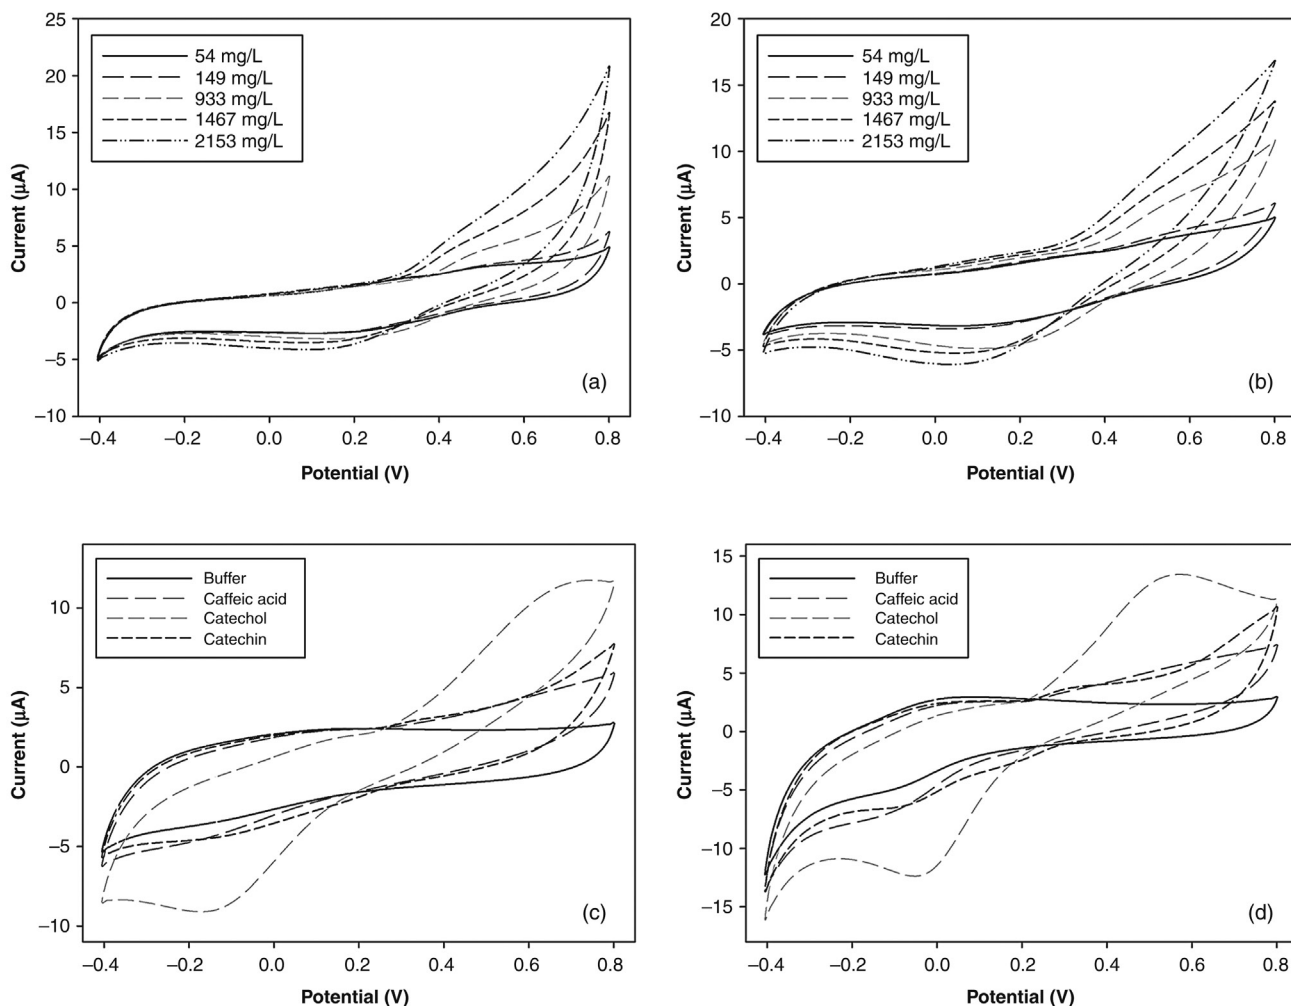 25
20
15
10
5
0
−5
−10
Current (µA)
54 mg/L
149 mg/L
933 mg/L
1467 mg/L
2153 mg/L
(a)
−0.4 −0.2 0.0 0.2 0.4 0.6 0.8
Potential (V)
20
15
10
5
0
−5
−10
Current (µA)
54 mg/L
149 mg/L
933 mg/L
1467 mg/L
2153 mg/L
(b)
−0.4 −0.2 0.0 0.2 0.4 0.6 0.8
Potential (V)
10
5
0
−5
−10
Current (µA)
Buffer
Caffeic acid
Catechol
Catechin
(c)
−0.4 −0.2 0.0 0.2 0.4 0.6 0.8
Potential (V)
15
10
5
0
−5
−10
−15
Current (µA)
Buffer
Caffeic acid
Catechol
Catechin
(d)
−0.4 −0.2 0.0 0.2 0.4 0.6 0.8
Potential (V)